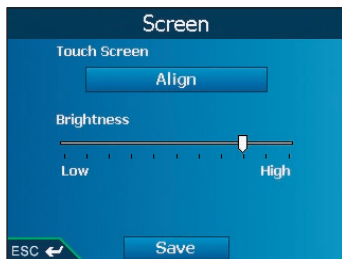 Screen
Touch Screen
Align
Brightness
Low High
ESC Save